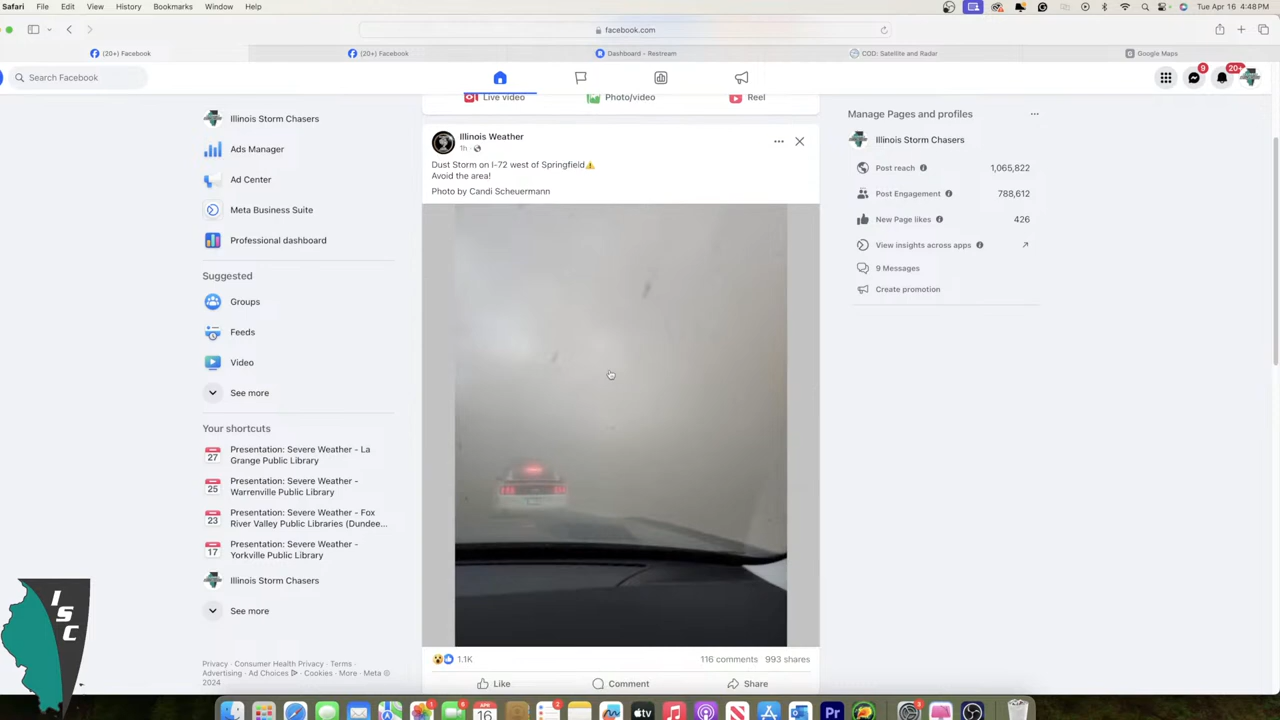 Safari File Edit View History Bookmarks Window Help
Tue Apr 16 4:48PM
facebook.com
(20+) Facebook
(20+) Facebook
Dashboard - Restream
COD: Satellite and Radar
Google Maps
Search Facebook
9
20+
Live video
Photo/video
Reel
Illinois Storm Chasers
Ads Manager
Ad Center
Meta Business Suite
Professional dashboard
Suggested
Groups
Feeds
Video
See more
Your shortcuts
27
Presentation: Severe Weather - La
Grange Public Library
25
Presentation: Severe Weather -
Warrenville Public Library
23
Presentation: Severe Weather - Fox
River Valley Public Libraries (Dundee...
17
Presentation: Severe Weather -
Yorkville Public Library
Illinois Storm Chasers
See more
Privacy · Consumer Health Privacy · Terms ·
Advertising · Ad Choices · Cookies · More · Meta ©
2024
Illinois Weather
1h
Dust Storm on I-72 west of Springfield⚠️
Avoid the area!
Photo by Candi Scheuermann
1.1K
116 comments 993 shares
Like
Comment
Share
Manage Pages and profiles
Illinois Storm Chasers
Post reach 1,065,822
Post Engagement 788,612
New Page likes 426
View insights across apps
9 Messages
Create promotion
I
S
C
APR
16
tv
Pr